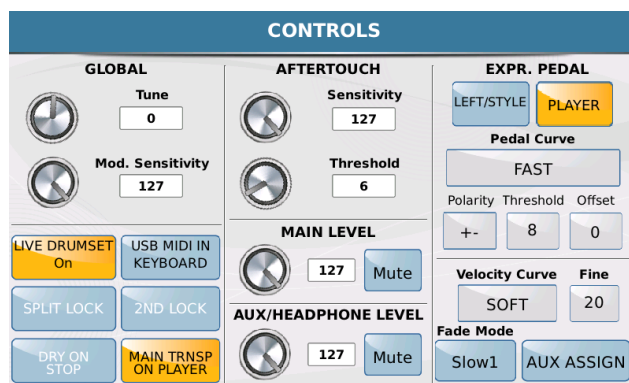 CONTROLS
GLOBAL
Tune
0
Mod. Sensitivity
127
LIVE DRUMSET
On
USB MIDI IN
KEYBOARD
SPLIT LOCK
2ND LOCK
DRY ON
STOP
MAIN TRNSP
ON PLAYER
AFTERTOUCH
Sensitivity
127
Threshold
6
MAIN LEVEL
127
Mute
AUX/HEADPHONE LEVEL
127
Mute
EXPR. PEDAL
LEFT/STYLE
PLAYER
Pedal Curve
FAST
Polarity Threshold Offset
+- 8 0
Velocity Curve Fine
SOFT 20
Fade Mode
Slow1
AUX ASSIGN